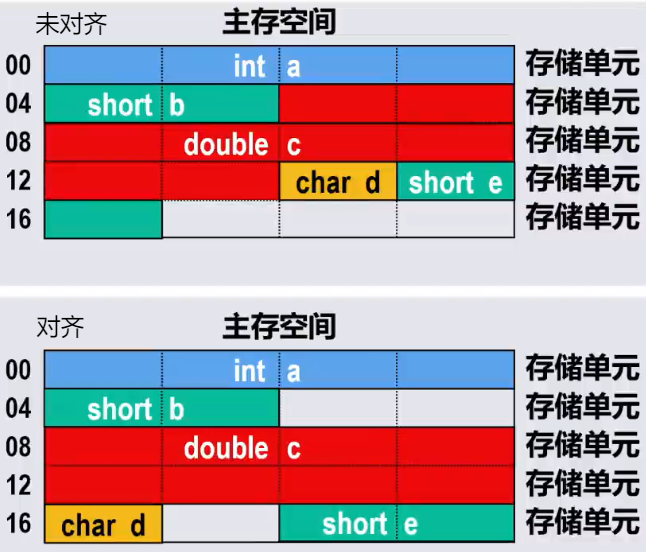 未对齐 主存空间
00 int a 存储单元
04 short b 存储单元
08 double c 存储单元
12 char d short e 存储单元
16 存储单元
对齐 主存空间
00 int a 存储单元
04 short b 存储单元
08 double c 存储单元
12 存储单元
16 char d short e 存储单元